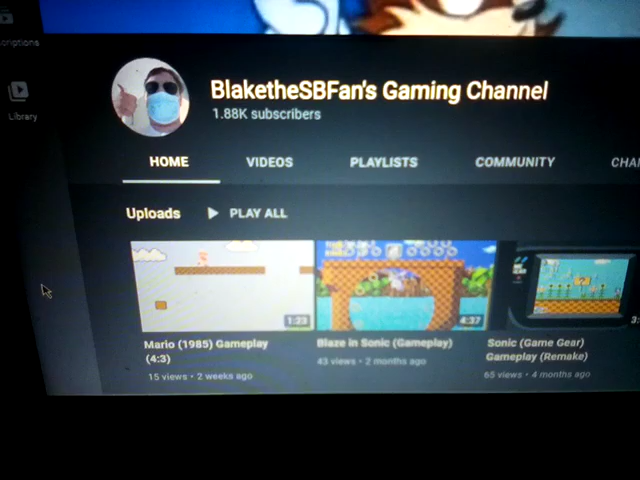 criptions
Library
BlaketheSBFan's Gaming Channel
1.88K subscribers
HOME VIDEOS PLAYLISTS COMMUNITY CHA
Uploads ▶ PLAY ALL
1:23 4:37 3:
Mario (1985) Gameplay (4:3)
15 views • 2 weeks ago
Blaze in Sonic (Gameplay)
43 views • 2 months ago
Sonic (Game Gear) Gameplay (Remake)
65 views • 4 months ago